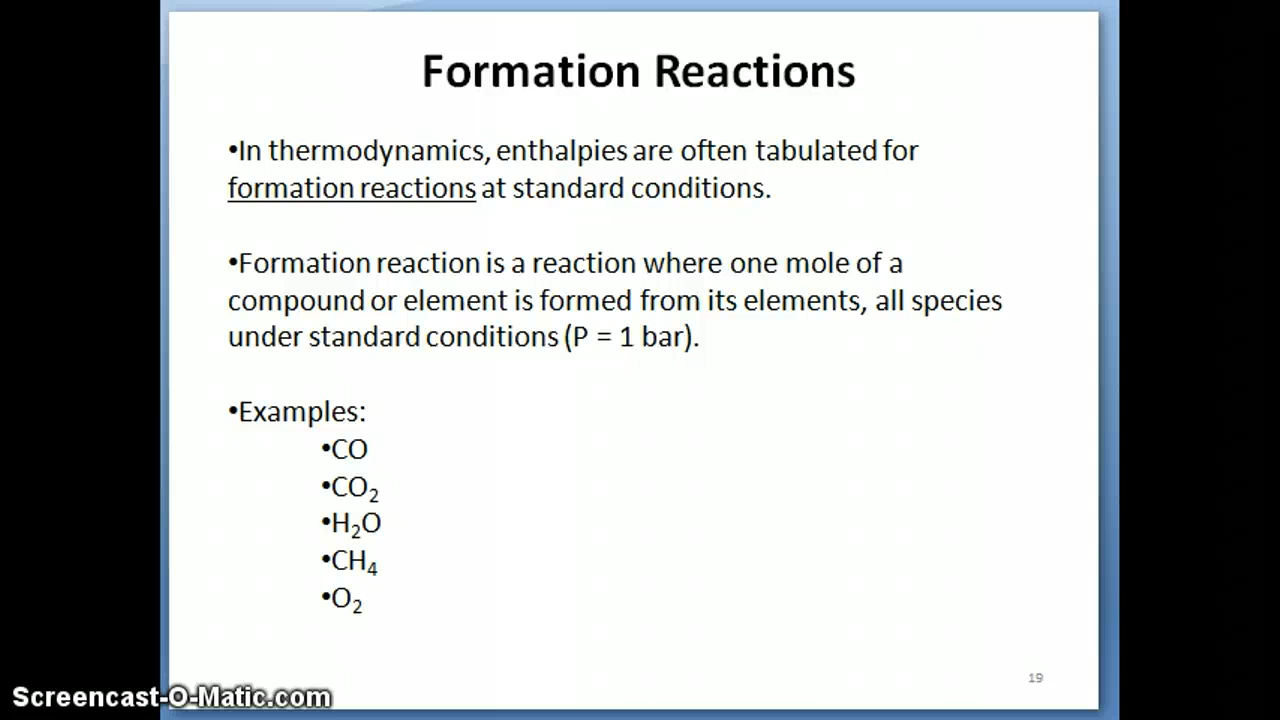 Formation Reactions
•In thermodynamics, enthalpies are often tabulated for
formation reactions at standard conditions.
•Formation reaction is a reaction where one mole of a
compound or element is formed from its elements, all species
under standard conditions (P = 1 bar).
•Examples:
•CO
•CO₂
•H₂O
•CH₄
•O₂
19
Screencast-O-Matic.com